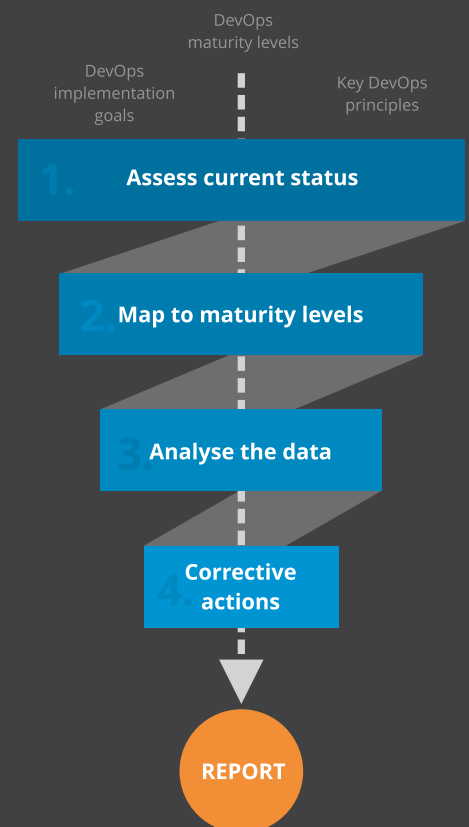 DevOps
maturity levels
DevOps
implementation
goals
Key DevOps
principles
1.
Assess current status
2.
Map to maturity levels
3.
Analyse the data
4.
Corrective
actions
REPORT